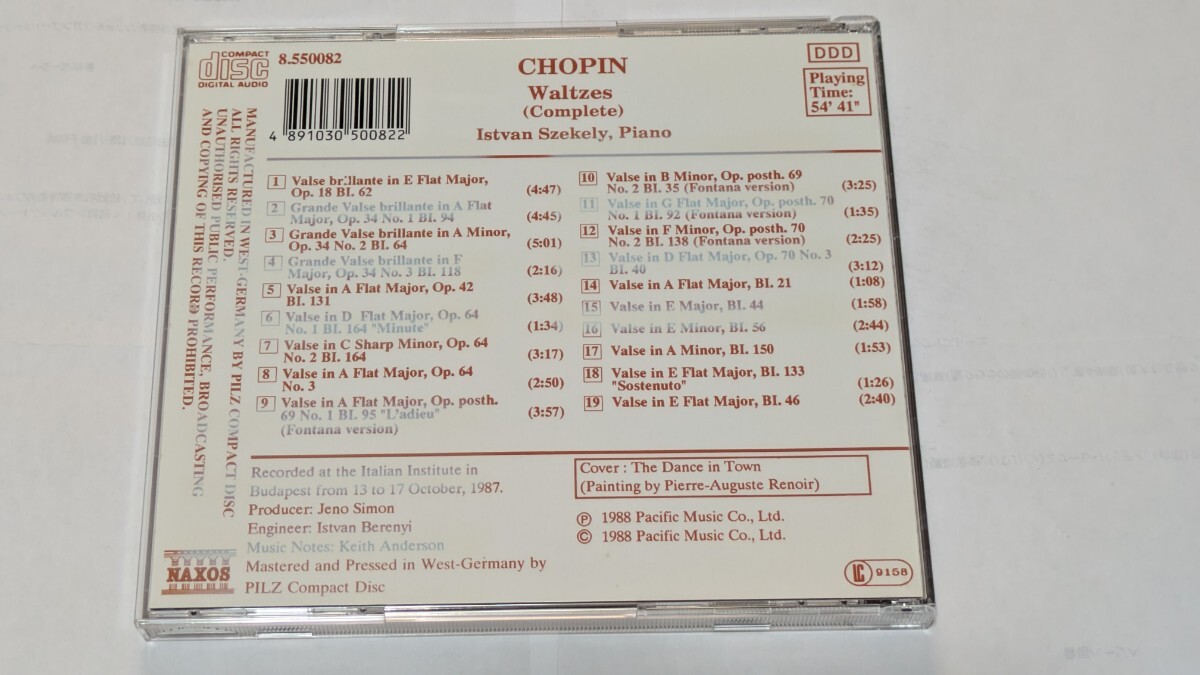 COMPACT
disc
DIGITAL AUDIO
8.550082
4 891030 500822
CHOPIN
Waltzes
(Complete)
Istvan Szekely, Piano
DDD
Playing
Time:
54' 41"
MANUFACTURED IN WEST-GERMANY BY PILZ COMPACT DISC
ALL RIGHTS RESERVED.
UNAUTHORISED PUBLIC PERFORMANCE, BROADCASTING
AND COPYING OF THIS RECORD PROHIBITED.
1 Valse brillante in E Flat Major,
Op. 18 BI. 62 (4:47)
2 Grande Valse brillante in A Flat
Major, Op. 34 No. 1 BI. 94 (4:45)
3 Grande Valse brillante in A Minor,
Op. 34 No. 2 BI. 64 (5:01)
4 Grande Valse brillante in F
Major, Op. 34 No. 3 BI. 118 (2:16)
5 Valse in A Flat Major, Op. 42
BI. 131 (3:48)
6 Valse in D Flat Major, Op. 64
No. 1 BI. 164 "Minute" (1:34)
7 Valse in C Sharp Minor, Op. 64
No. 2 BI. 164 (3:17)
8 Valse in A Flat Major, Op. 64
No. 3 (2:50)
9 Valse in A Flat Major, Op. posth.
69 No. 1 BI. 95 "L'adieu" (3:57)
(Fontana version)
10 Valse in B Minor, Op. posth. 69
No. 2 BI. 35 (Fontana version) (3:25)
11 Valse in G Flat Major, Op. posth. 70
No. 1 BI. 92 (Fontana version) (1:35)
12 Valse in F Minor, Op. posth. 70
No. 2 BI. 138 (Fontana version) (2:25)
13 Valse in D Flat Major, Op. 70 No. 3
BI. 40 (3:12)
14 Valse in A Flat Major, BI. 21 (1:08)
15 Valse in E Major, BI. 44 (1:58)
16 Valse in E Minor, BI. 56 (2:44)
17 Valse in A Minor, BI. 150 (1:53)
18 Valse in E Flat Major, BI. 133
"Sostenuto" (1:26)
19 Valse in E Flat Major, BI. 46 (2:40)
Recorded at the Italian Institute in
Budapest from 13 to 17 October, 1987.
Producer: Jeno Simon
Engineer: Istvan Berenyi
Music Notes: Keith Anderson
Mastered and Pressed in West-Germany by
PILZ Compact Disc
NAXOS
Cover : The Dance in Town
(Painting by Pierre-Auguste Renoir)
Ⓟ 1988 Pacific Music Co., Ltd.
© 1988 Pacific Music Co., Ltd.
LC 9158